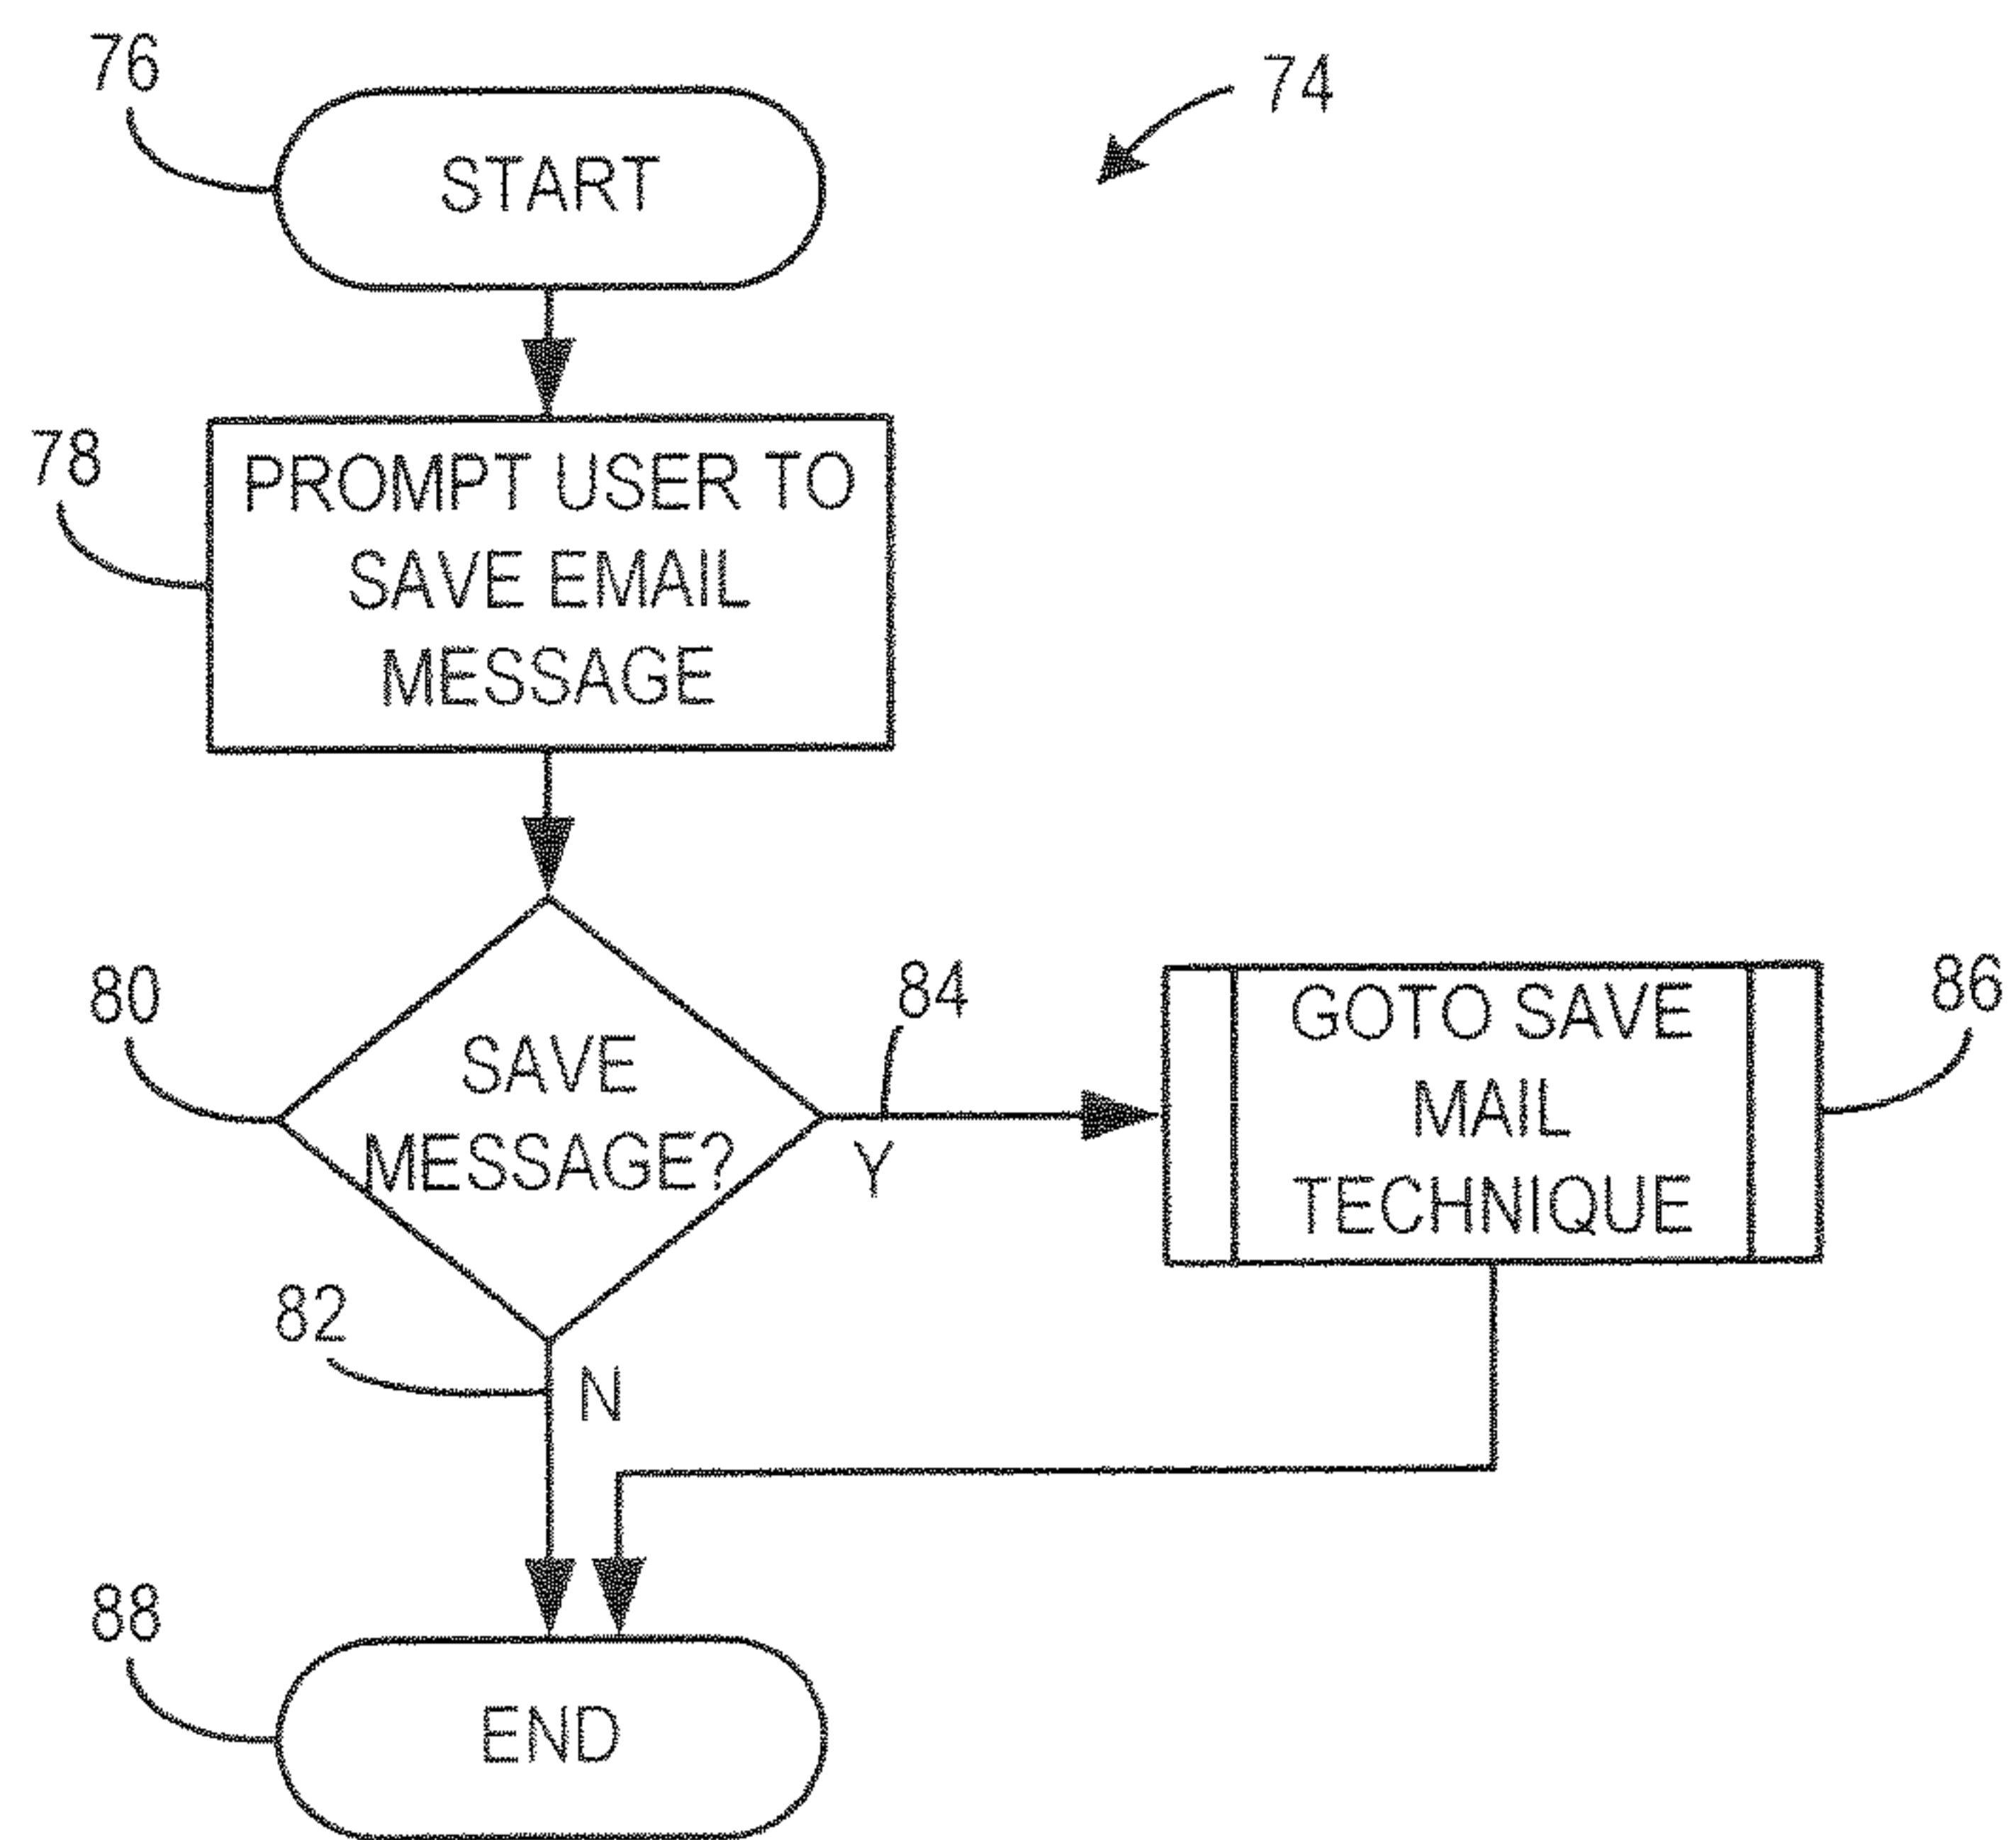 76
74
START
78
PROMPT USER TO
SAVE EMAIL
MESSAGE
80
SAVE
MESSAGE?
84
Y
GOTO SAVE
MAIL
TECHNIQUE
86
82
N
88
END